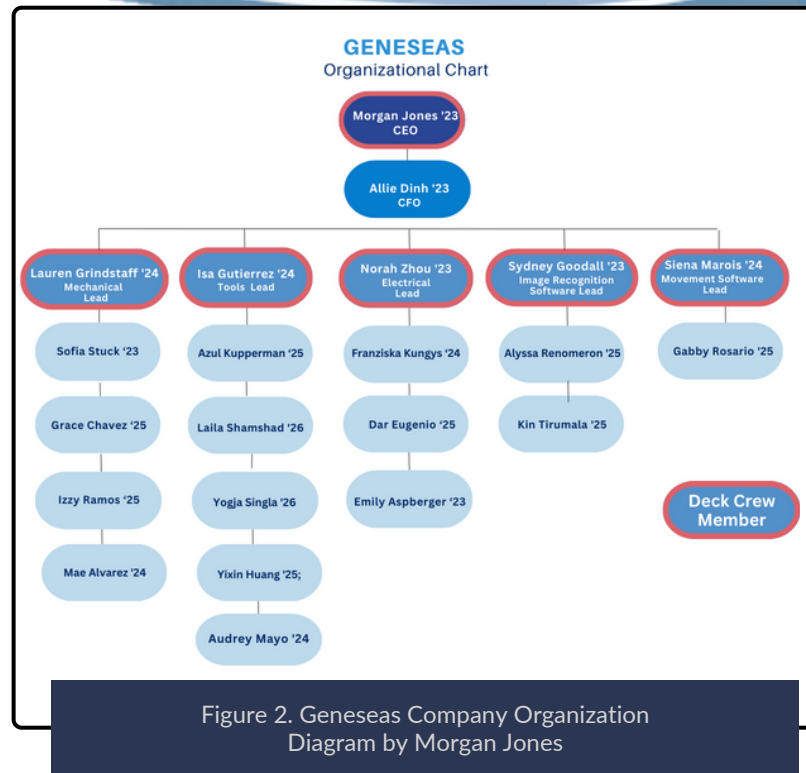 GENESEAS
Organizational Chart
Morgan Jones '23
CEO
Allie Dinh '23
CFO
Lauren Grindstaff '24
Mechanical
Lead
Isa Gutierrez '24
Tools Lead
Norah Zhou '23
Electrical
Lead
Sydney Goodall '23
Image Recognition
Software Lead
Siena Marois '24
Movement Software
Lead
Sofia Stuck '23
Azul Kupperman '25
Franziska Kungys '24
Alyssa Renomeron '25
Gabby Rosario '25
Grace Chavez '25
Laila Shamshad '26
Dar Eugenio '25
Kin Tirumala '25
Izzy Ramos '25
Yogja Singla '26
Emily Aspberger '23
Deck Crew
Member
Mae Alvarez '24
Yixin Huang '25;
Audrey Mayo '24
Figure 2. Geneseas Company Organization
Diagram by Morgan Jones